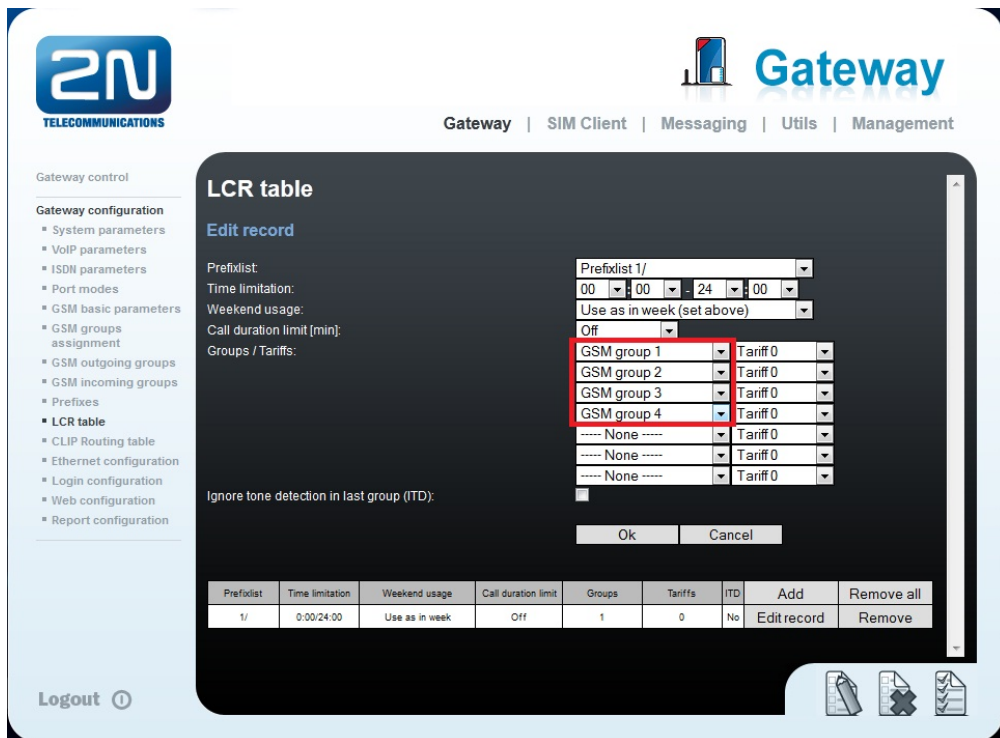 2N
TELECOMMUNICATIONS
Gateway
Gateway | SIM Client | Messaging | Utils | Management
Gateway control
Gateway configuration
System parameters
VoIP parameters
ISDN parameters
Port modes
GSM basic parameters
GSM groups
assignment
GSM outgoing groups
GSM incoming groups
Prefixes
LCR table
CLIP Routing table
Ethernet configuration
Login configuration
Web configuration
Report configuration
Logout
LCR table
Edit record
Prefixlist: Prefixlist 1/
Time limitation: 00 : 00 - 24 : 00
Weekend usage: Use as in week (set above)
Call duration limit [min]: Off
Groups / Tariffs: GSM group 1 Tariff 0
GSM group 2 Tariff 0
GSM group 3 Tariff 0
GSM group 4 Tariff 0
----- None ----- Tariff 0
----- None ----- Tariff 0
----- None ----- Tariff 0
Ignore tone detection in last group (ITD):
Ok Cancel
Prefixlist Time limitation Weekend usage Call duration limit Groups Tariffs ITD Add Remove all
1/ 0:00/24:00 Use as in week Off 1 0 No Edit record Remove